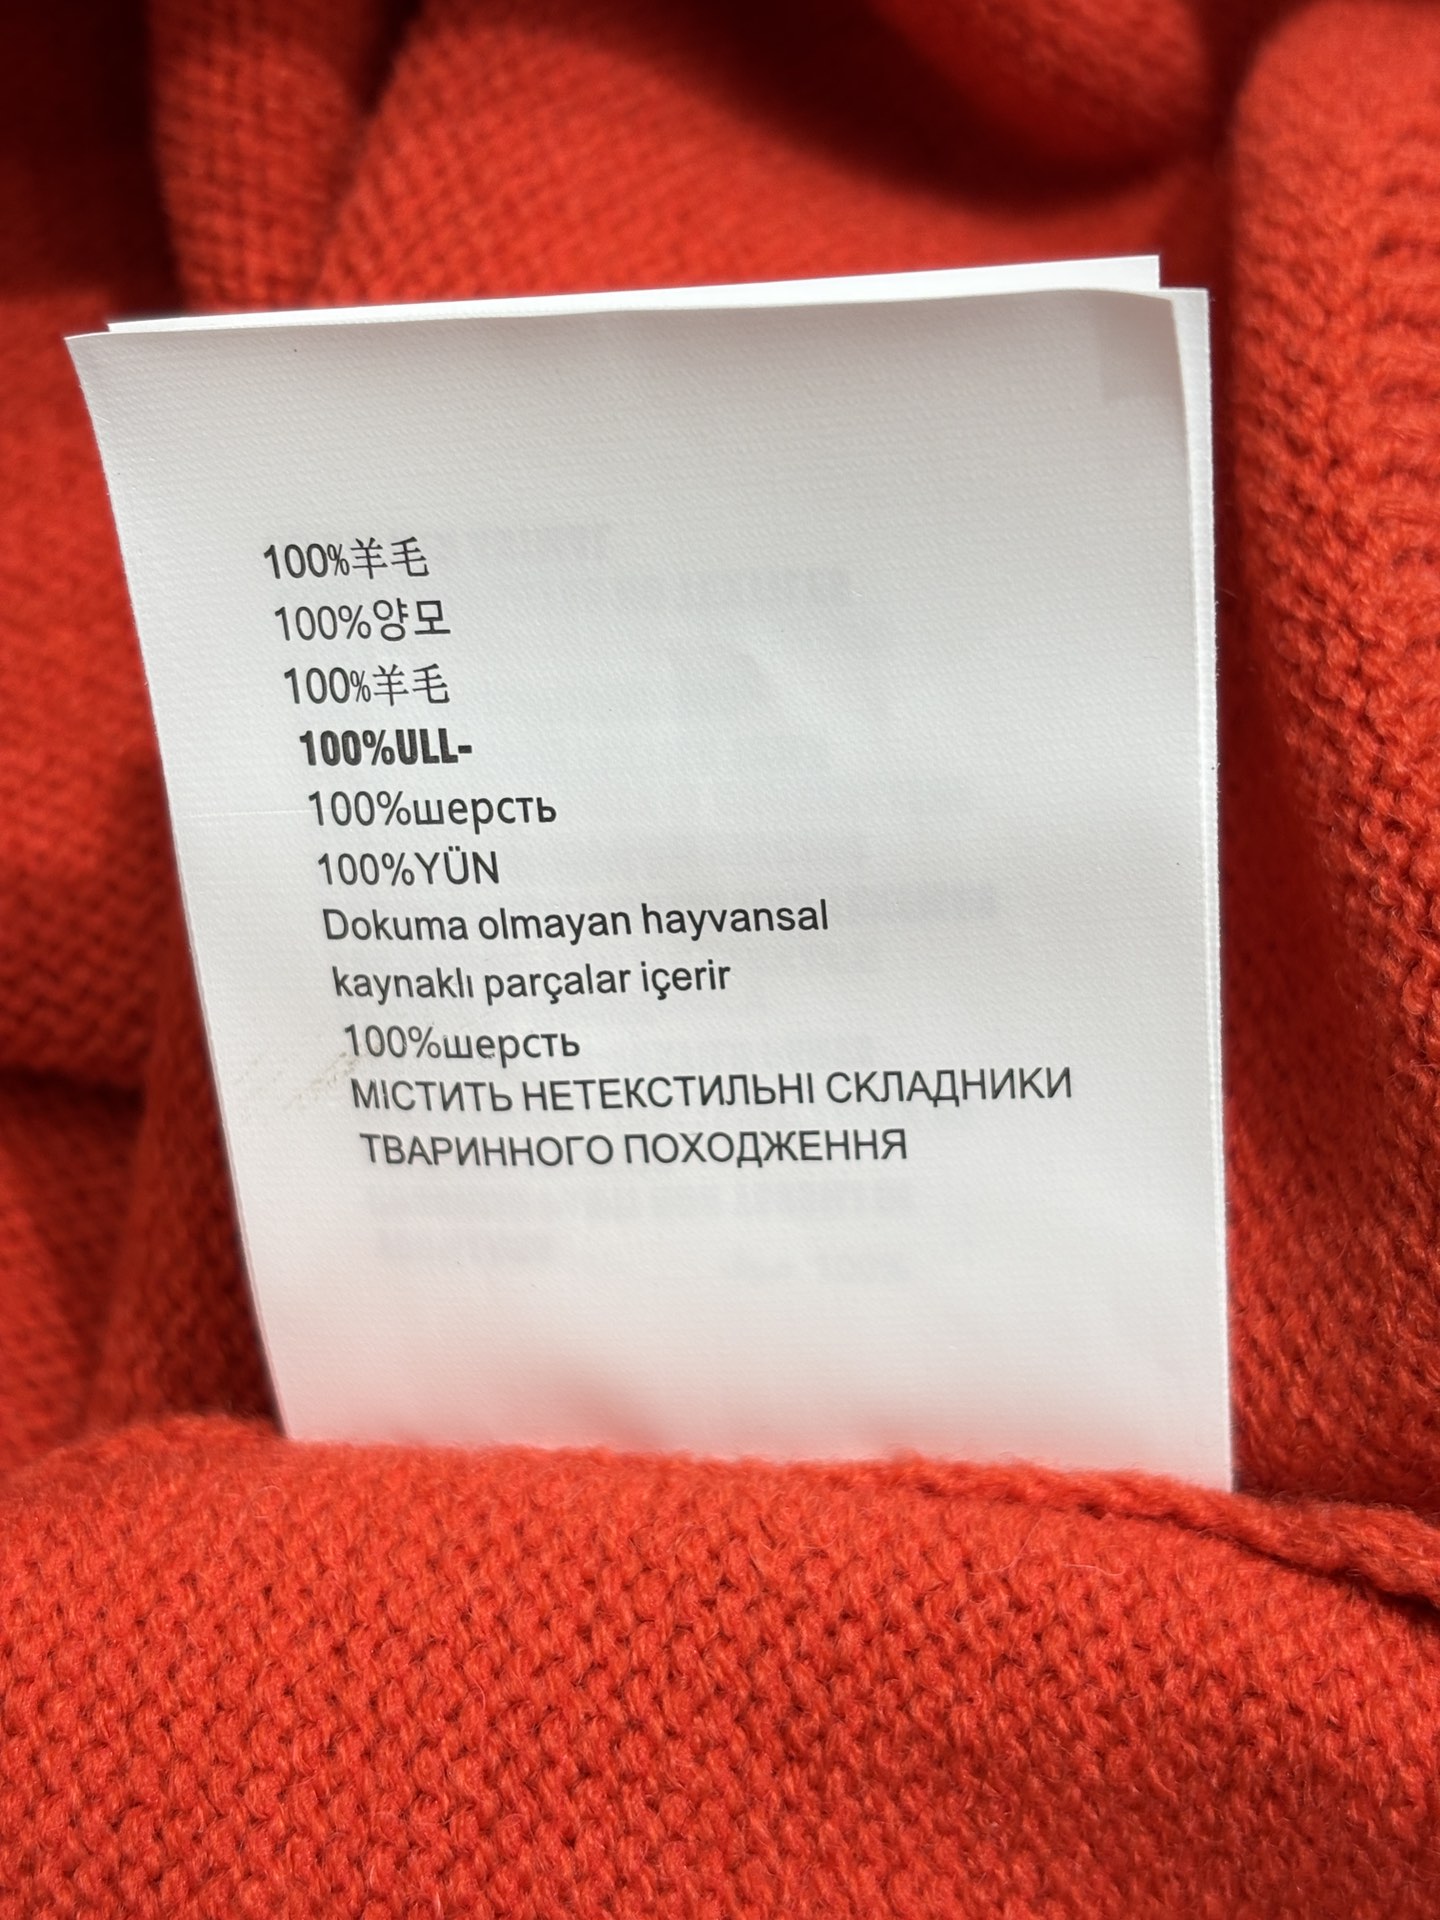 100%羊毛
100%양모
100%羊毛
100%ULL-
100%шерсть
100%YÜN
Dokuma olmayan hayvansal
kaynaklı parçalar içerir
100%шерсть
МІСТИТЬ НЕТЕКСТИЛЬНІ СКЛАДНИКИ
ТВАРИННОГО ПОХОДЖЕННЯ